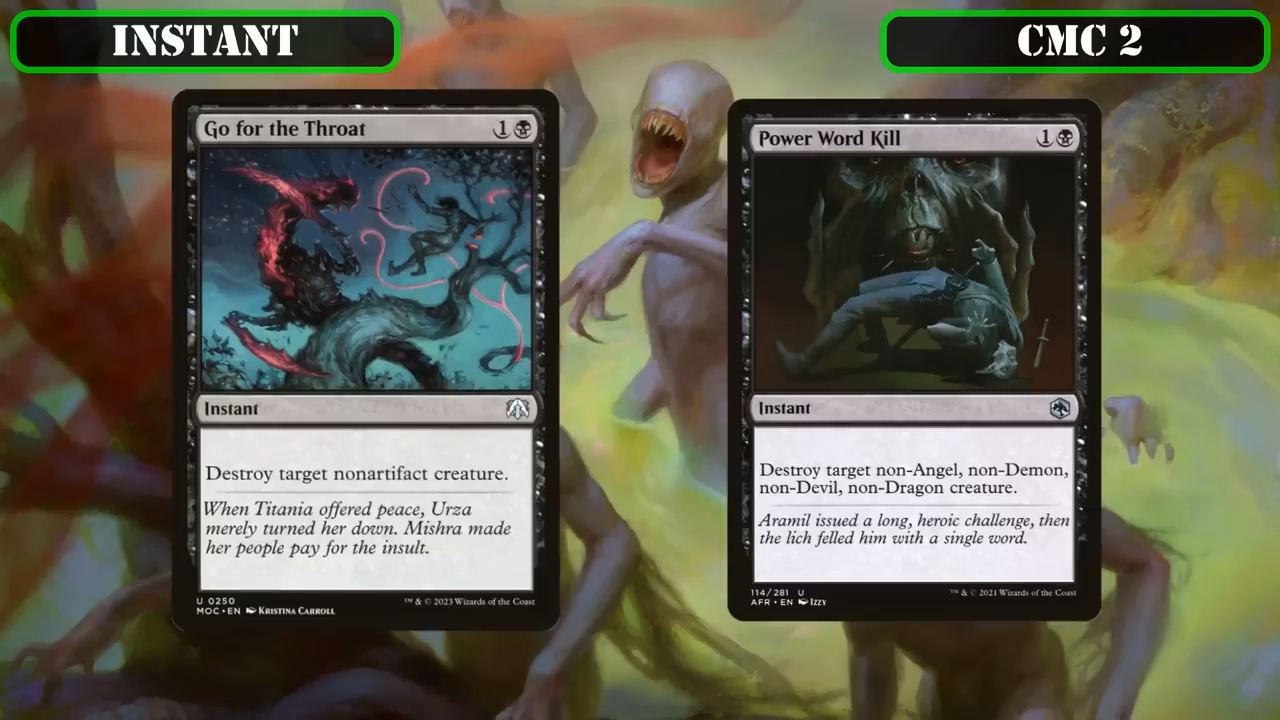 INSTANT
CMC 2
Go for the Throat 1
Instant
Destroy target nonartifact creature.
When Titania offered peace, Urza
merely turned her down. Mishra made
her people pay for the insult.
U 0250
MOC • EN KRISTINA CARROLL
™ & © 2023 Wizards of the Coast
Power Word Kill 1
Instant
Destroy target non-Angel, non-Demon,
non-Devil, non-Dragon creature.
Aramil issued a long, heroic challenge, then
the lich felled him with a single word.
114/281 U
AFR • EN IZZY
™ & © 2021 Wizards of the Coast